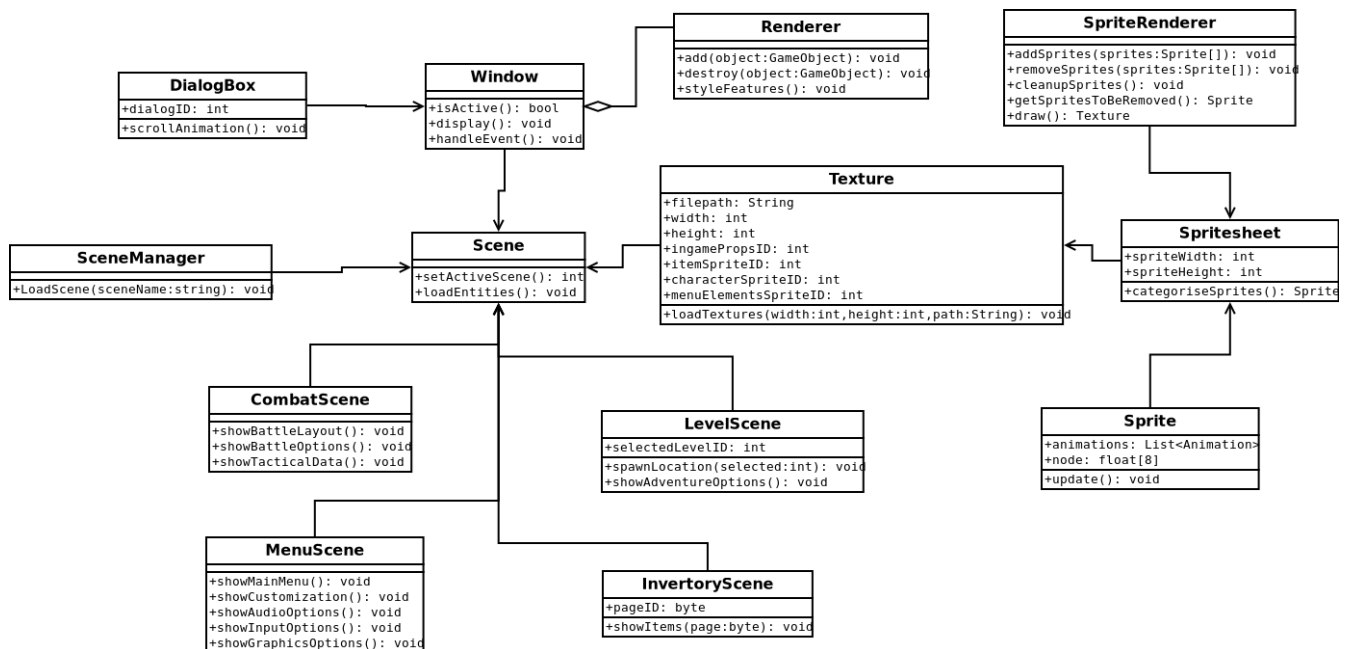 Renderer
+add(object:GameObject): void
+destroy(object:GameObject): void
+styleFeatures(): void
SpriteRenderer
+addSprites(sprites:Sprite[]): void
+removeSprites(sprites:Sprite[]): void
+cleanupSprites(): void
+getSpritesToBeRemoved(): Sprite
+draw(): Texture
DialogBox
+dialogID: int
+scrollAnimation(): void
Window
+isActive(): bool
+display(): void
+handleEvent(): void
Texture
+filepath: String
+width: int
+height: int
+ingamePropsID: int
+itemSpriteID: int
+characterSpriteID: int
+menuElementsSpriteID: int
+loadTextures(width:int,height:int,path:String): void
SceneManager
+LoadScene(sceneName:string): void
Scene
+setActiveScene(): int
+loadEntities(): void
Spritesheet
+spriteWidth: int
+spriteHeight: int
+categoriseSprites(): Sprite
CombatScene
+showBattleLayout(): void
+showBattleOptions(): void
+showTacticalData(): void
LevelScene
+selectedLevelID: int
+spawnLocation(selected:int): void
+showAdventureOptions(): void
Sprite
+animations: List<Animation>
+node: float[8]
+update(): void
MenuScene
+showMainMenu(): void
+showCustomization(): void
+showAudioOptions(): void
+showInputOptions(): void
+showGraphicsOptions(): void
InvertoryScene
+pageID: byte
+showItems(page:byte): void